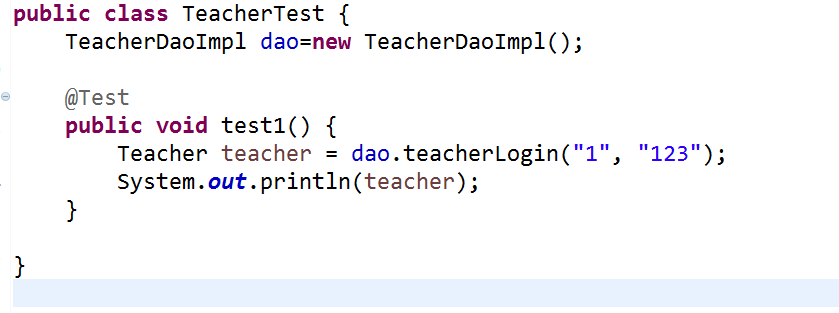 public class TeacherTest {
    TeacherDaoImpl dao=new TeacherDaoImpl();
    @Test
    public void test1() {
        Teacher teacher = dao.teacherLogin("1", "123");
        System.out.println(teacher);
    }
}